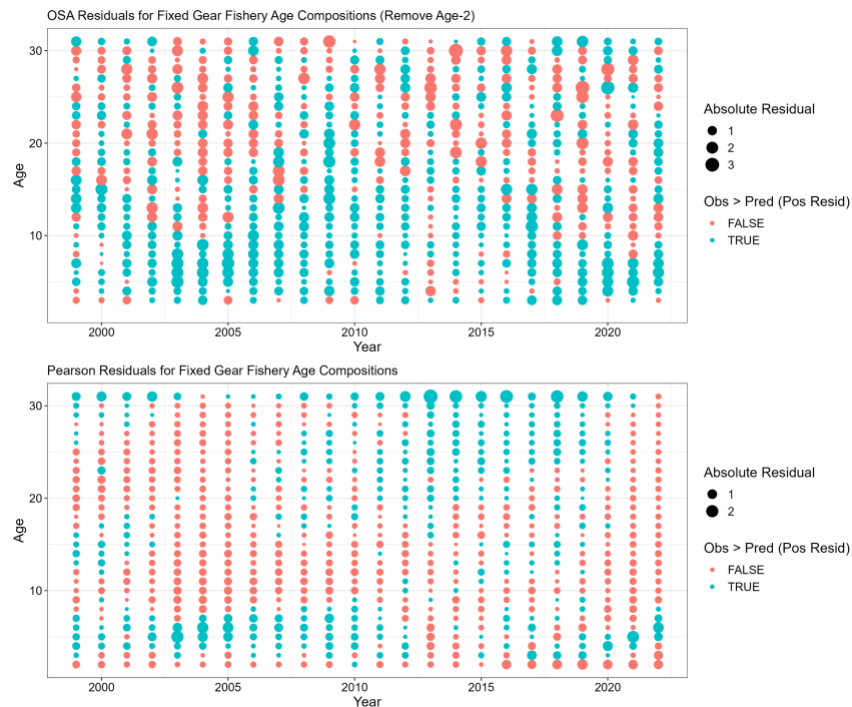 OSA Residuals for Fixed Gear Fishery Age Compositions (Remove Age-2)
30
20
10
Age
2000
2005
2010
2015
2020
Year
Absolute Residual
1
2
3
Obs > Pred (Pos Resid)
FALSE
TRUE
Pearson Residuals for Fixed Gear Fishery Age Compositions
30
20
10
Age
2000
2005
2010
2015
2020
Year
Absolute Residual
1
2
Obs > Pred (Pos Resid)
FALSE
TRUE